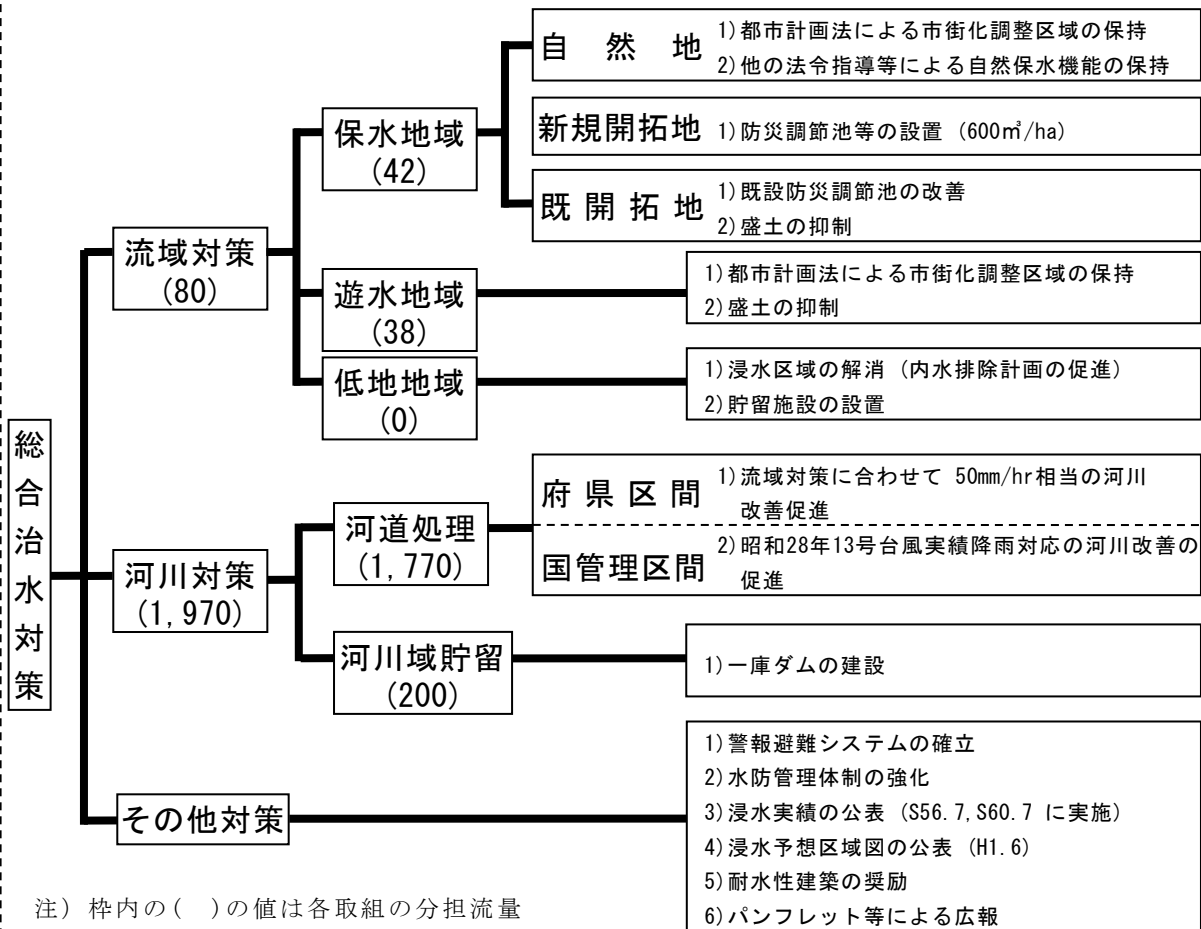 総合治水対策
流域対策
(80)
保水地域
(42)
自然地
1)都市計画法による市街化調整区域の保持
2)他の法令指導等による自然保水機能の保持
新規開拓地
1)防災調節池等の設置 (600㎥/ha)
既開拓地
1)既設防災調節池の改善
2)盛土の抑制
遊水地域
(38)
1)都市計画法による市街化調整区域の保持
2)盛土の抑制
低地地域
(0)
1)浸水区域の解消 (内水排除計画の促進)
2)貯留施設の設置
河川対策
(1,970)
河道処理
(1,770)
府県区間
1)流域対策に合わせて 50mm/hr相当の河川
改善促進
国管理区間
2)昭和28年13号台風実績降雨対応の河川改善の
促進
河川域貯留
(200)
1)一庫ダムの建設
その他対策
1)警報避難システムの確立
2)水防管理体制の強化
3)浸水実績の公表 (S56.7,S60.7 に実施)
4)浸水予想区域図の公表 (H1.6)
5)耐水性建築の奨励
6)パンフレット等による広報
注) 枠内の( )の値は各取組の分担流量